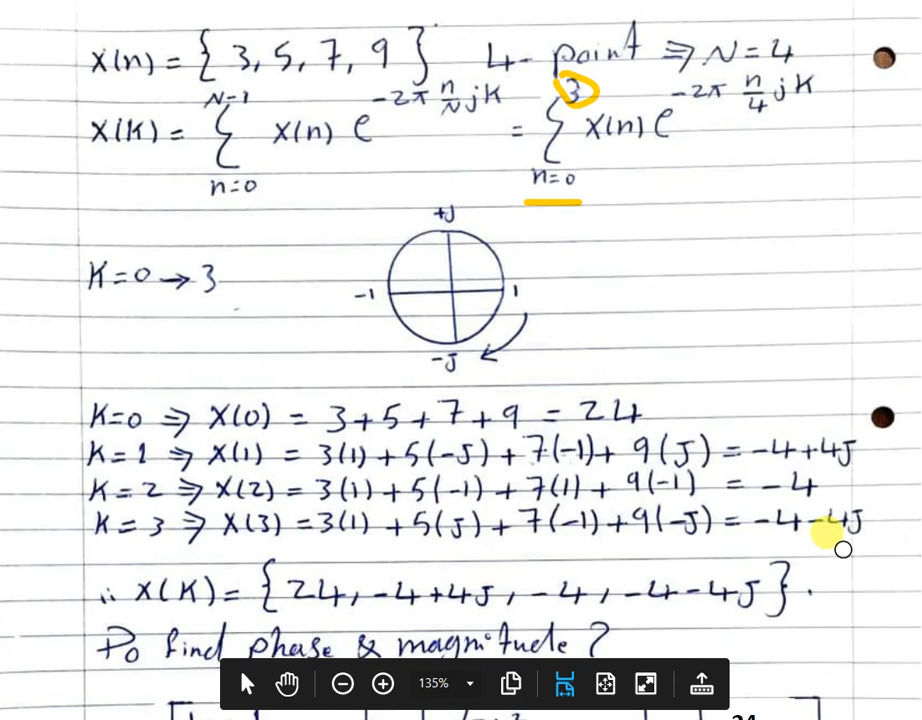 X(n) = { 3, 5, 7, 9 } 4- point ⇒ N = 4
X(K) = N-1 Σ n=0 X(n) e^-2π n/N jK = 3 Σ n=0 X(n) e^-2π n/4 jK
+J
K=0 → 3
-1 1
-J
K=0 ⇒ X(0) = 3+5+7+9 = 24
K=1 ⇒ X(1) = 3(1)+5(-J)+7(-1)+9(J) = -4+4J
K=2 ⇒ X(2) = 3(1)+5(-1)+7(1)+9(-1) = -4
K=3 ⇒ X(3) = 3(1)+5(J)+7(-1)+9(-J) = -4-4J
∴ X(K) = { 24, -4+4J, -4, -4-4J }.
To find phase & magnitude ?
135%